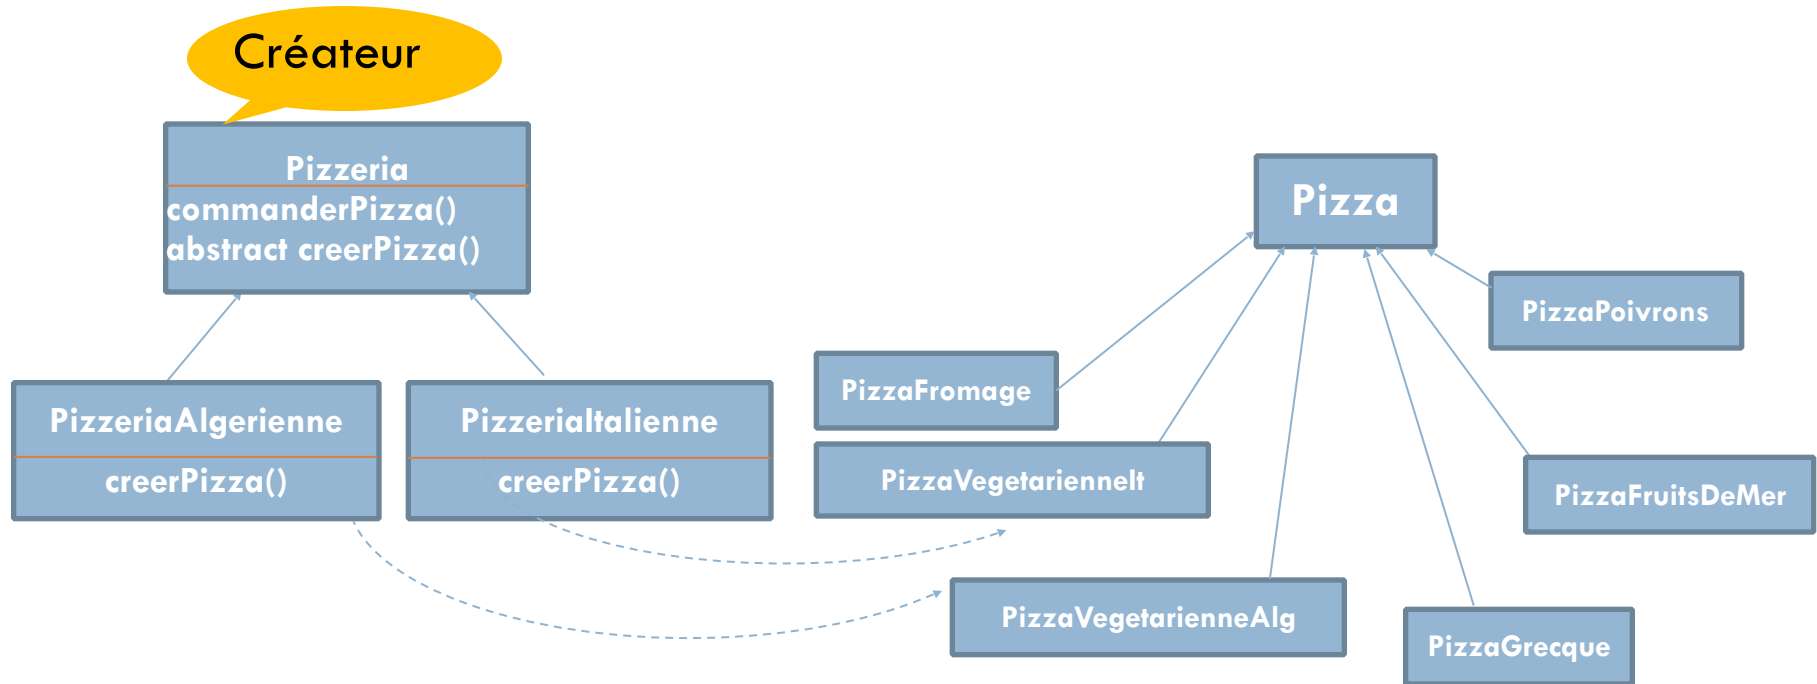 Créateur
Pizzeria
commanderPizza()
abstract creerPizza()
PizzeriaAlgerienne
creerPizza()
PizzeriaItalienne
creerPizza()
Pizza
PizzaPoivrons
PizzaFromage
PizzaVegetarienneIt
PizzaFruitsDeMer
PizzaVegetarienneAlg
PizzaGrecque